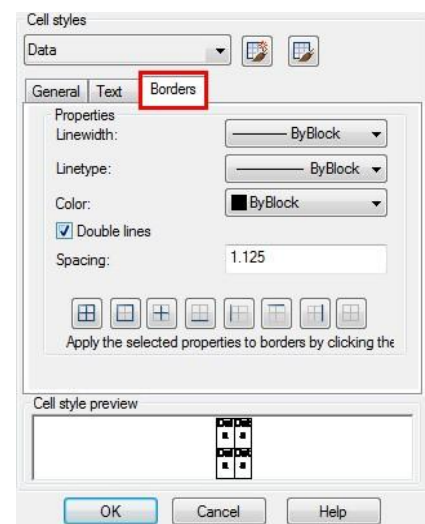 Cell styles
Data
General Text Borders
Properties
Linewidth: ByBlock
Linetype: ByBlock
Color: ByBlock
Double lines
Spacing: 1.125
Apply the selected properties to borders by clicking the
Cell style preview
OK Cancel Help